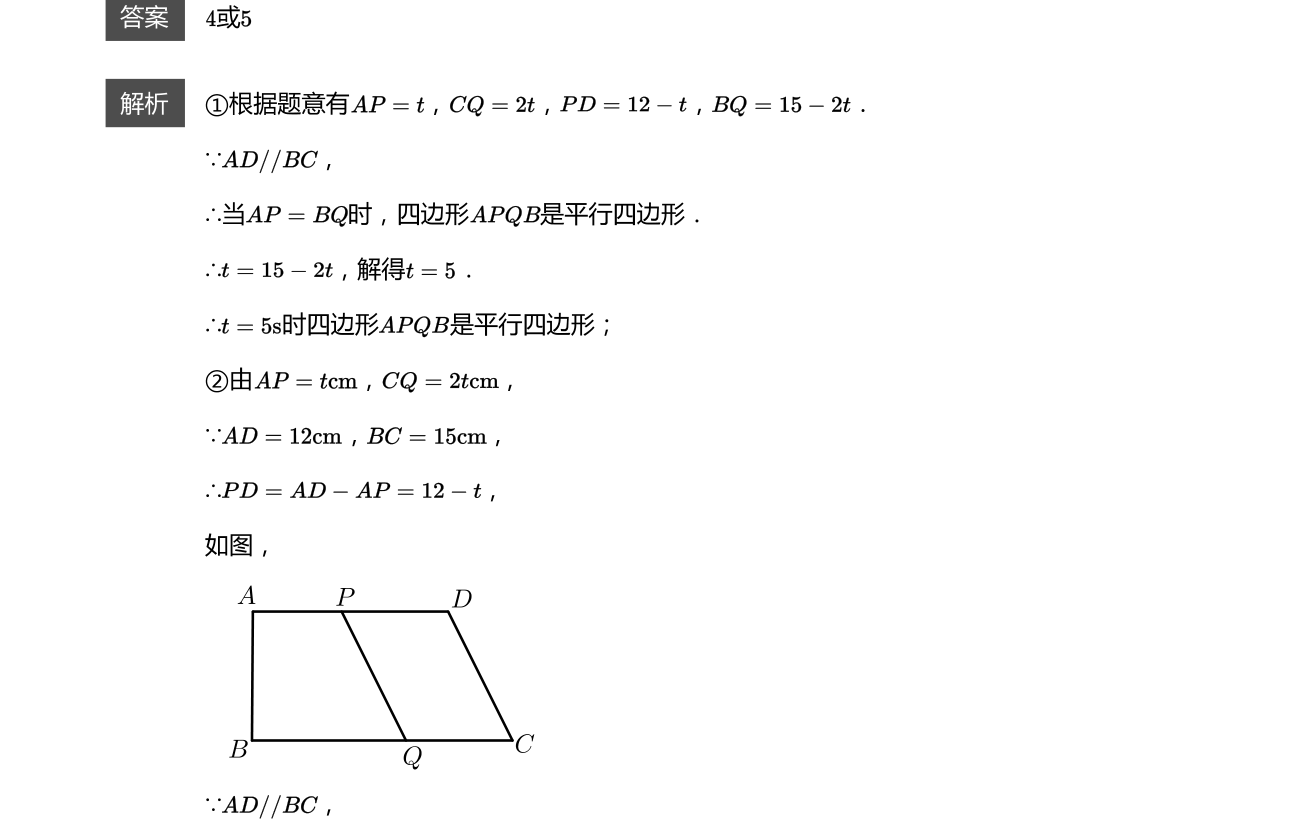 答案 4或5
解析 ①根据题意有AP = t，CQ = 2t，PD = 12 − t，BQ = 15 − 2t．
∵AD//BC，
∴当AP = BQ时，四边形APQB是平行四边形．
∴t = 15 − 2t，解得t = 5．
∴t = 5s时四边形APQB是平行四边形；
②由AP = tcm，CQ = 2tcm，
∵AD = 12cm，BC = 15cm，
∴PD = AD − AP = 12 − t，
如图，
A P D
B Q C
∵AD//BC，